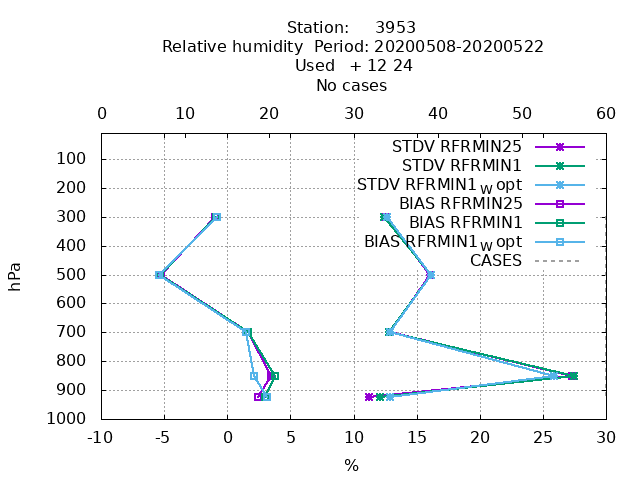 Station: 3953
Relative humidity Period: 20200508-20200522
Used + 12 24
No cases
0 10 20 30 40 50 60
STDV RFRMIN25
STDV RFRMIN1
STDV RFRMIN1w opt
BIAS RFRMIN25
BIAS RFRMIN1
BIAS RFRMIN1w opt
CASES
100
200
300
400
500
600
700
800
900
1000
hPa
-10 -5 0 5 10 15 20 25 30
%